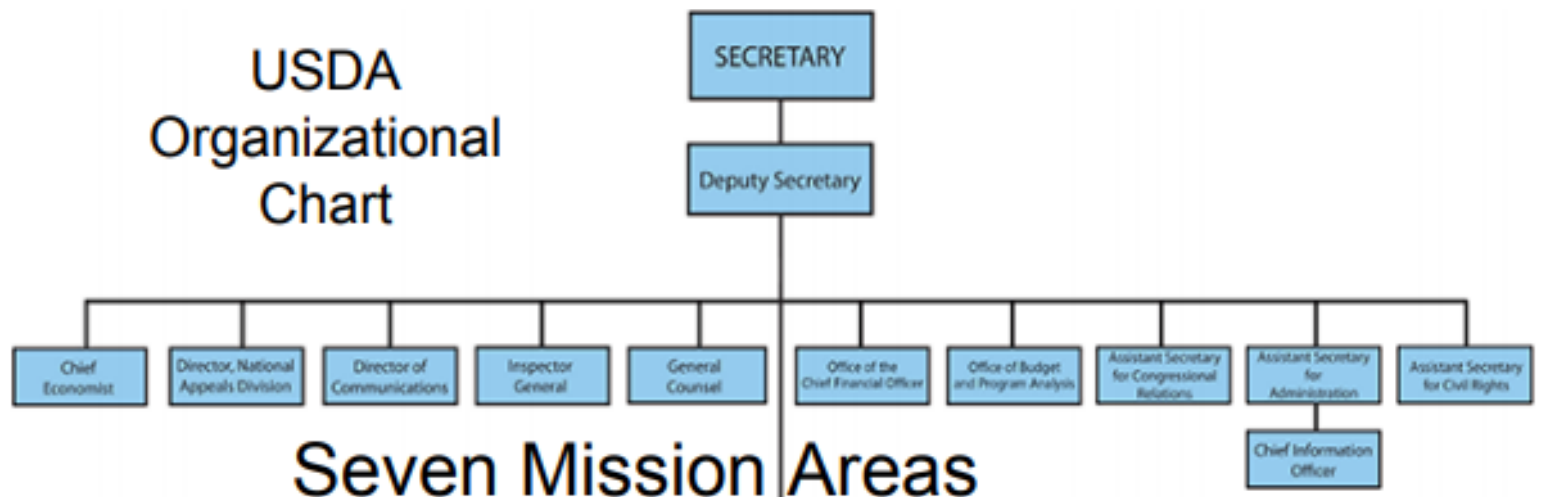 USDA
Organizational
Chart
SECRETARY
Deputy Secretary
Chief
Economist
Director, National
Appeals Division
Director of
Communications
Inspector
General
General
Counsel
Office of the
Chief Financial Officer
Office of Budget
and Program Analysis
Assistant Secretary
for Congressional
Relations
Assistant Secretary
for
Administration
Assistant Secretary
for Civil Rights
Chief Information
Officer
Seven Mission Areas